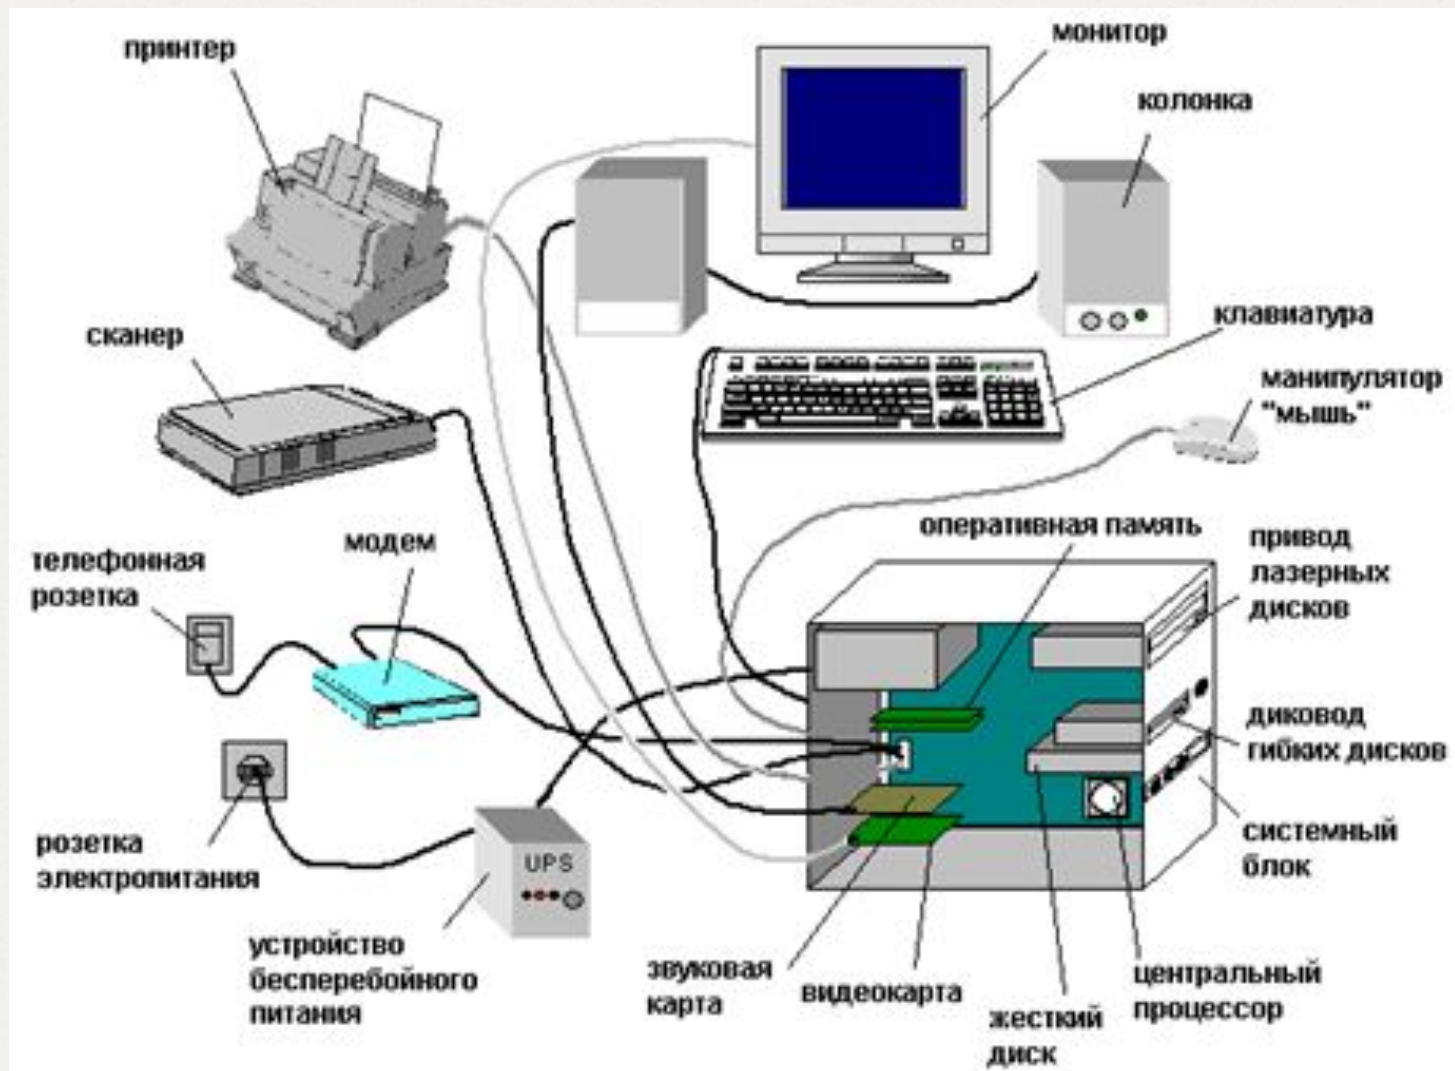 принтер
монитор
колонка
сканер
клавиатура
манипулятор
"мышь"
телефонная
розетка
модем
оперативная память
привод
лазерных
дисков
диковод
гибких дисков
розетка
электропитания
UPS
системный
блок
устройство
бесперебойного
питания
звуковая
карта
видеокарта
жесткий
диск
центральный
процессор